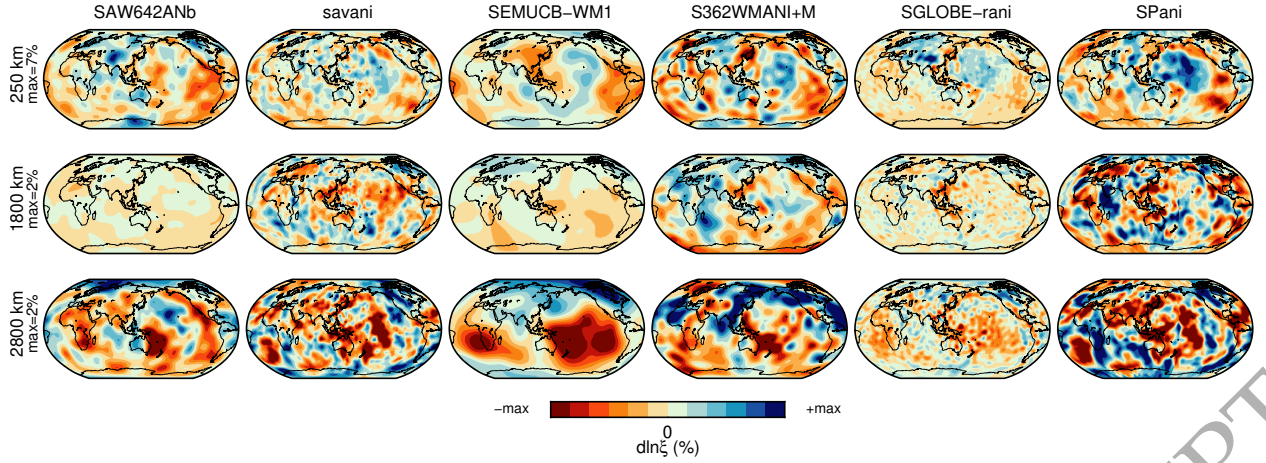 SAW642ANb savani SEMUCB−WM1 S362WMANI+M SGLOBE−rani SPani
250 km
max=7%
1800 km
max=2%
2800 km
max=2%
−max +max
0
dlnξ (%)